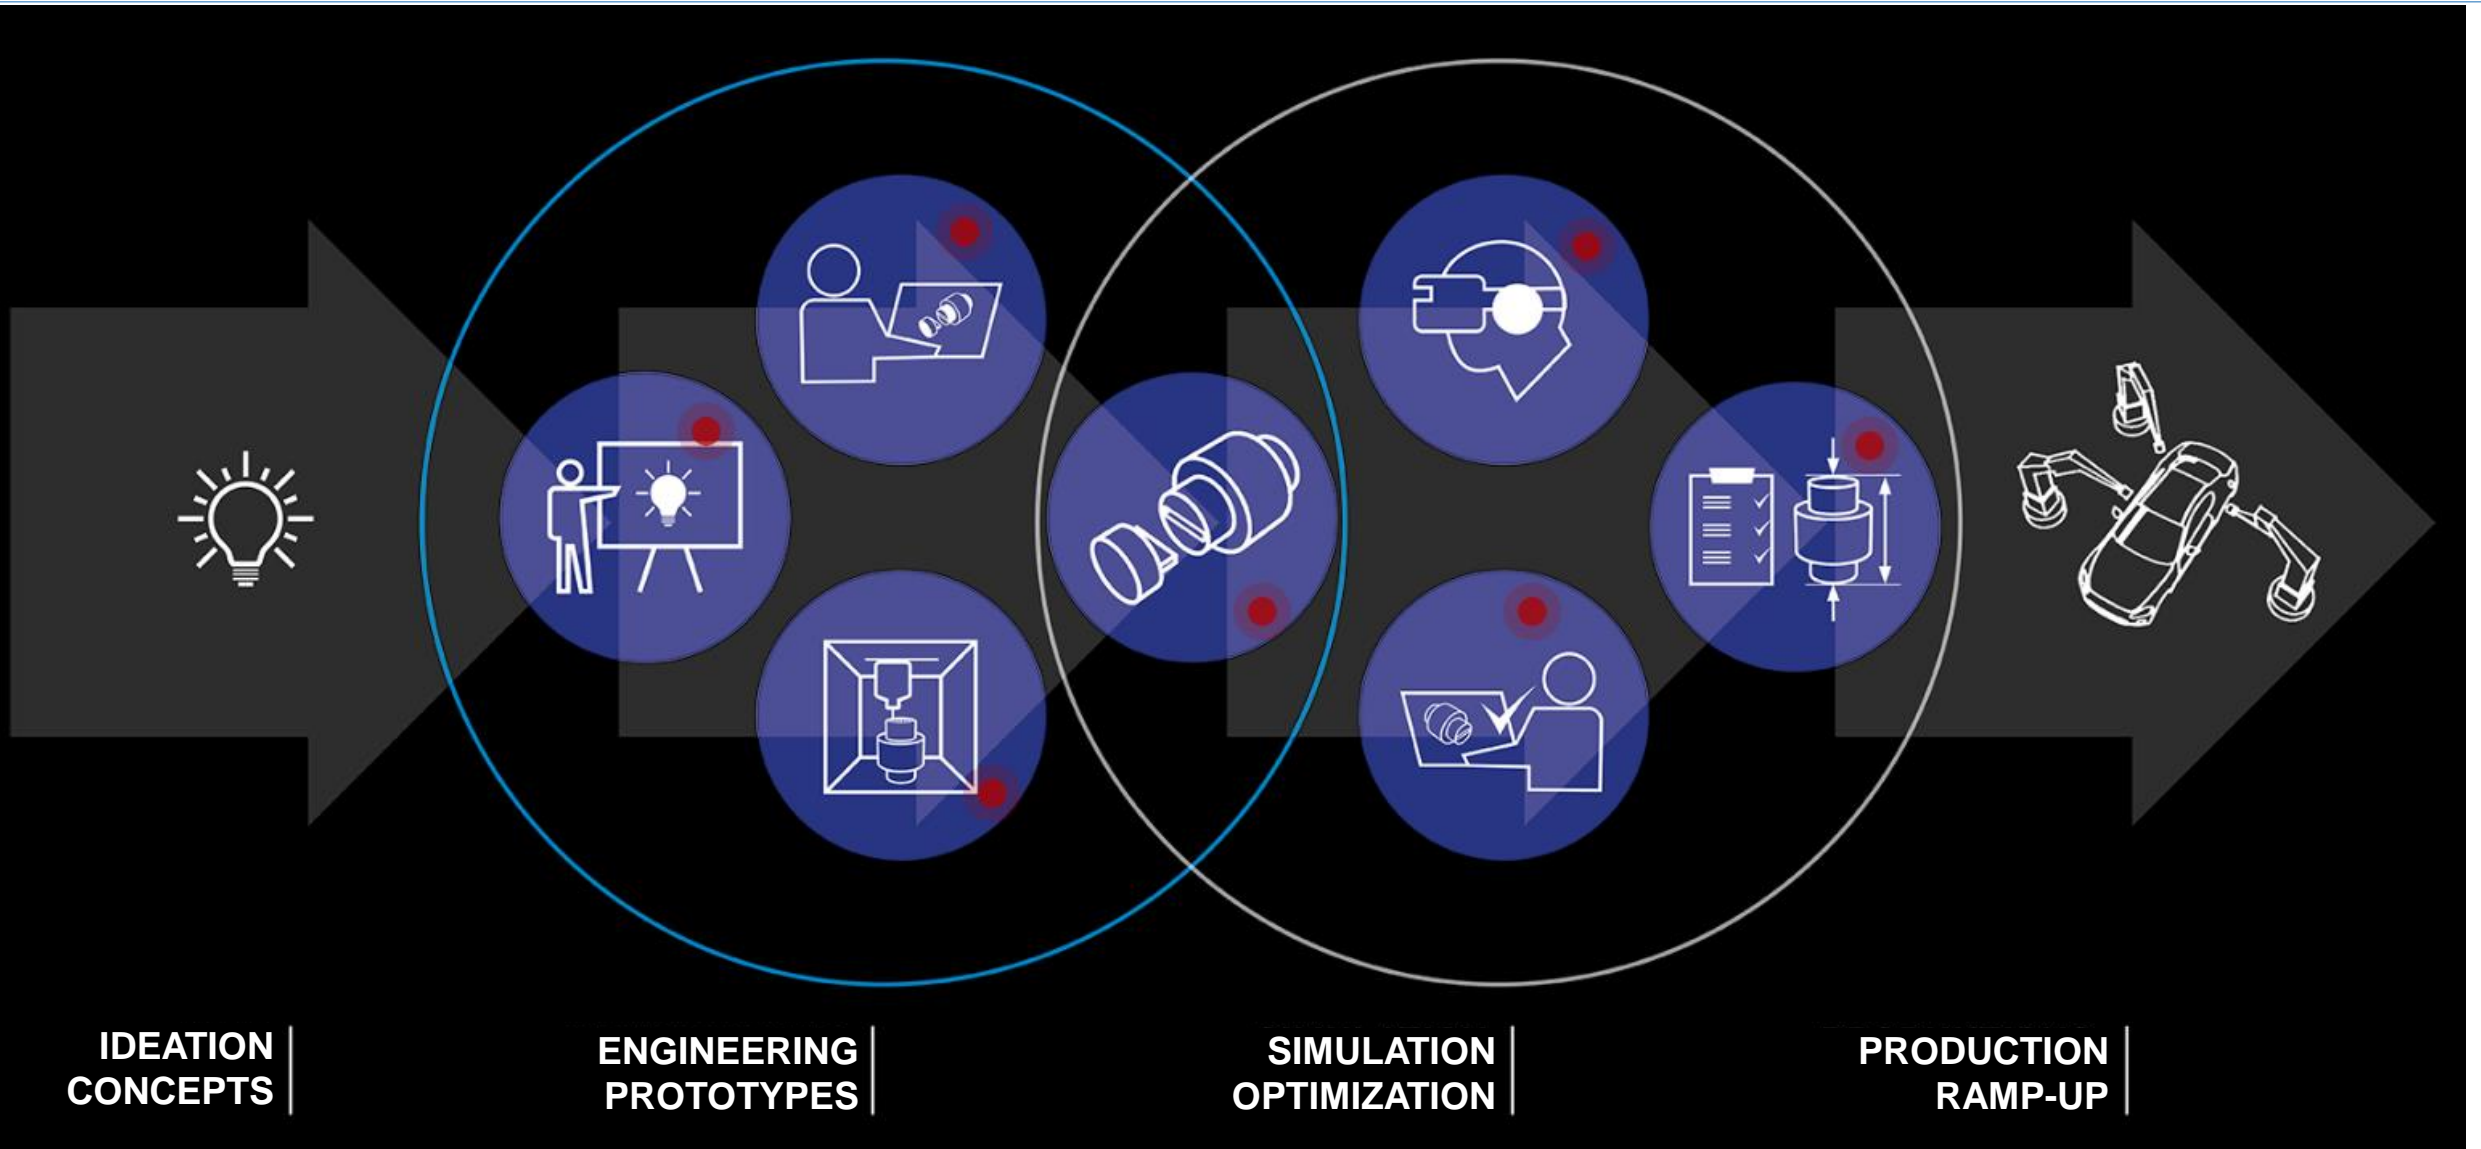 IDEATION
CONCEPTS
ENGINEERING
PROTOTYPES
SIMULATION
OPTIMIZATION
PRODUCTION
RAMP-UP